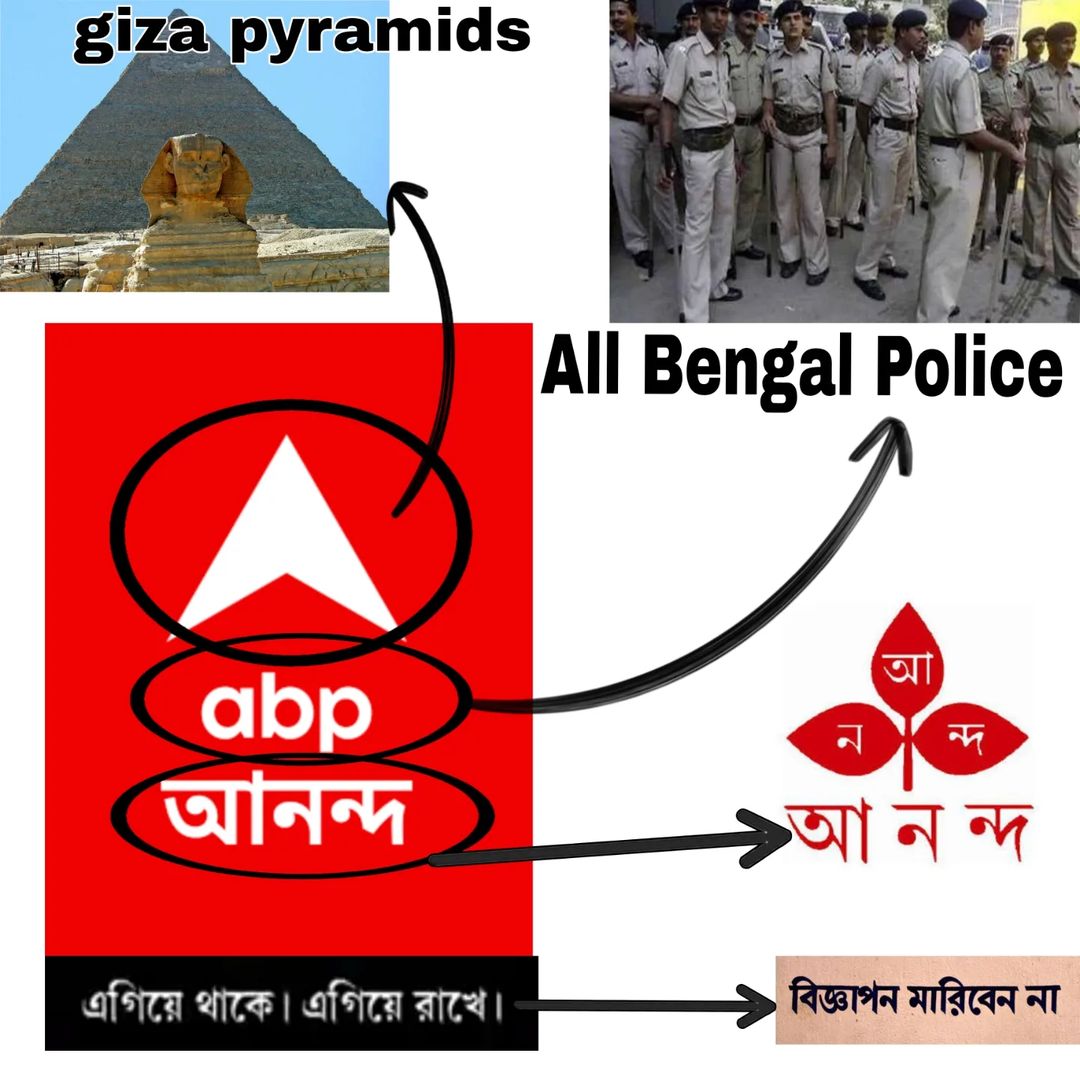 giza pyramids
All Bengal Police
abp
আনন্দ
আ
ন ন্দ
আ ন ন্দ
এগিয়ে থাকে। এগিয়ে রাখে।
বিজ্ঞাপন মারিবেন না